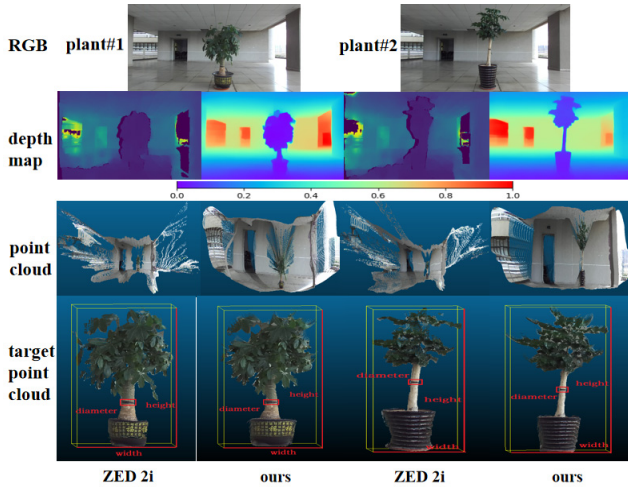 RGB
plant#1
plant#2
depth
map
0.0
0.2
0.4
0.6
0.8
1.0
point
cloud
target
point
cloud
diameter
height
width
diameter
height
width
diameter
height
width
diameter
height
width
ZED 2i
ours
ZED 2i
ours